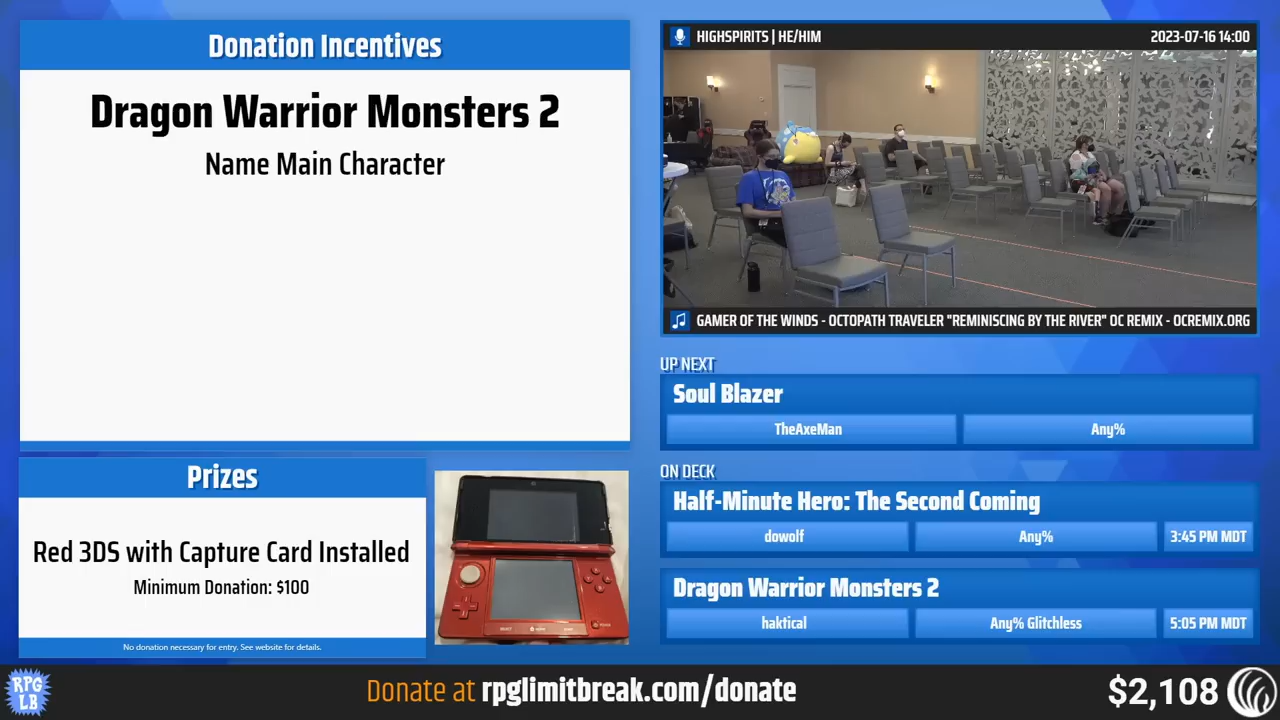 Donation Incentives
Dragon Warrior Monsters 2
Name Main Character
HIGHSPIRITS | HE/HIM
2023-07-16 14:00
GAMER OF THE WINDS - OCTOPATH TRAVELER "REMINISCING BY THE RIVER" OC REMIX - OCREMIX.ORG
UP NEXT
Soul Blazer
TheAxeMan
Any%
ON DECK
Half-Minute Hero: The Second Coming
dowolf
Any%
3:45 PM MDT
Dragon Warrior Monsters 2
haktical
Any% Glitchless
5:05 PM MDT
Prizes
Red 3DS with Capture Card Installed
Minimum Donation: $100
No donation necessary for entry. See website for details.
RPG
LB
Donate at rpglimitbreak.com/donate
$2,108